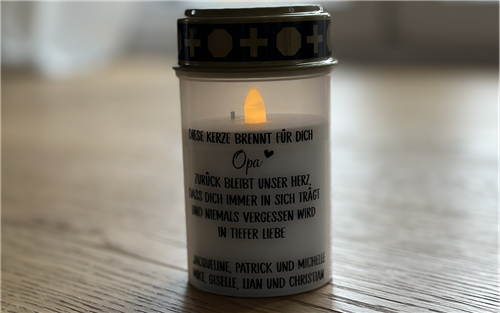 DIESE KERZE BRENNT FÜR DICH
Opa
ZURÜCK BLEIBT UNSER HERZ,
DASS DICH IMMER IN SICH TRÄGT
UND NIEMALS VERGESSEN WIRD
IN TIEFER LIEBE
JACQUELINE, PATRICK UND MICHELLE
GISELLE, LIAN UND CHRISTIAN